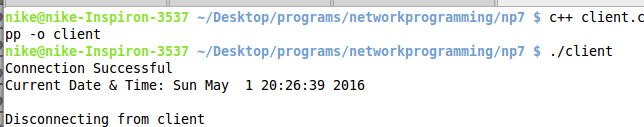 nike@nike-Inspiron-3537 ~/Desktop/programs/networkprogramming/np7 $ c++ client.c
pp -o client
nike@nike-Inspiron-3537 ~/Desktop/programs/networkprogramming/np7 $ ./client
Connection Successful
Current Date & Time: Sun May  1 20:26:39 2016

Disconnecting from client